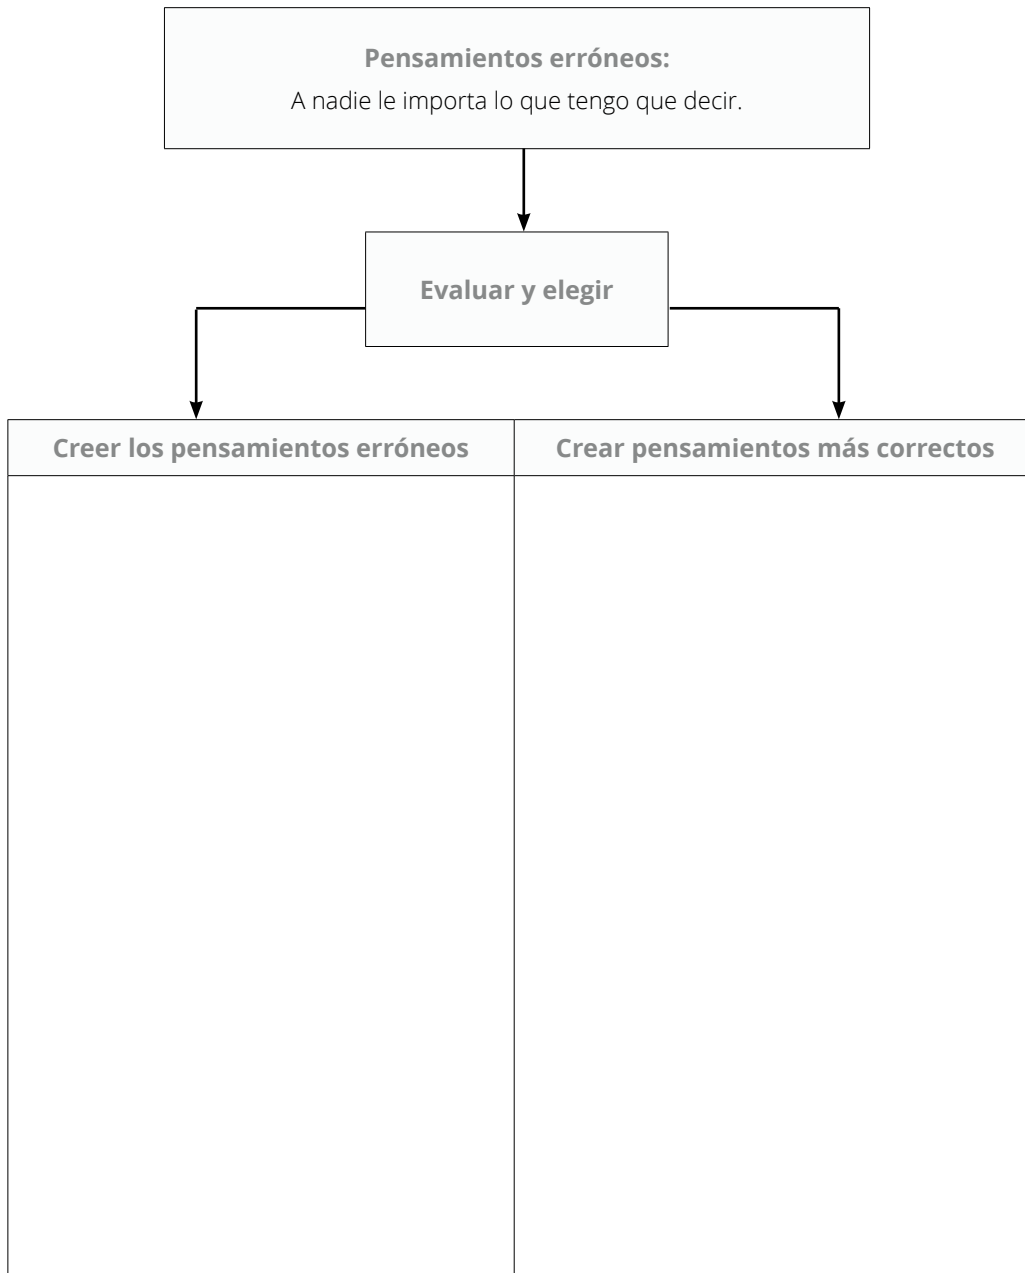 Pensamientos erróneos:
A nadie le importa lo que tengo que decir.
Evaluar y elegir
Creer los pensamientos erróneos
Crear pensamientos más correctos